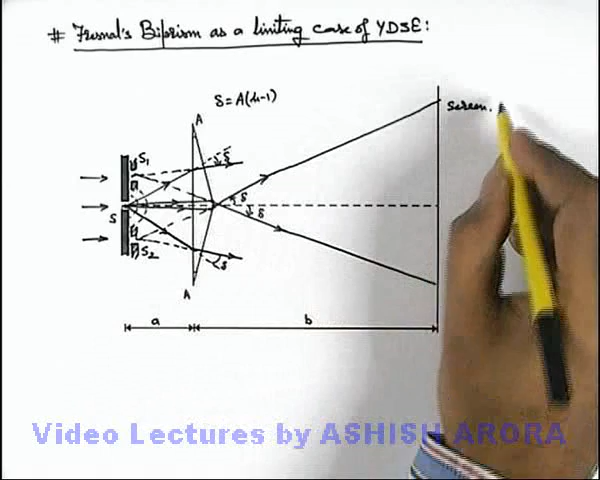 # Fresnel's Biprism as a limiting case of YDSE:
δ = A(μ-1)
A
Screen.
S₁
δ
S
δ
δ
S₂
δ
A
a
b
Video Lectures by ASHISH ARORA